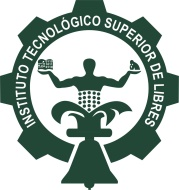 INSTITUTO TECNOLÓGICO SUPERIOR DE LIBRES